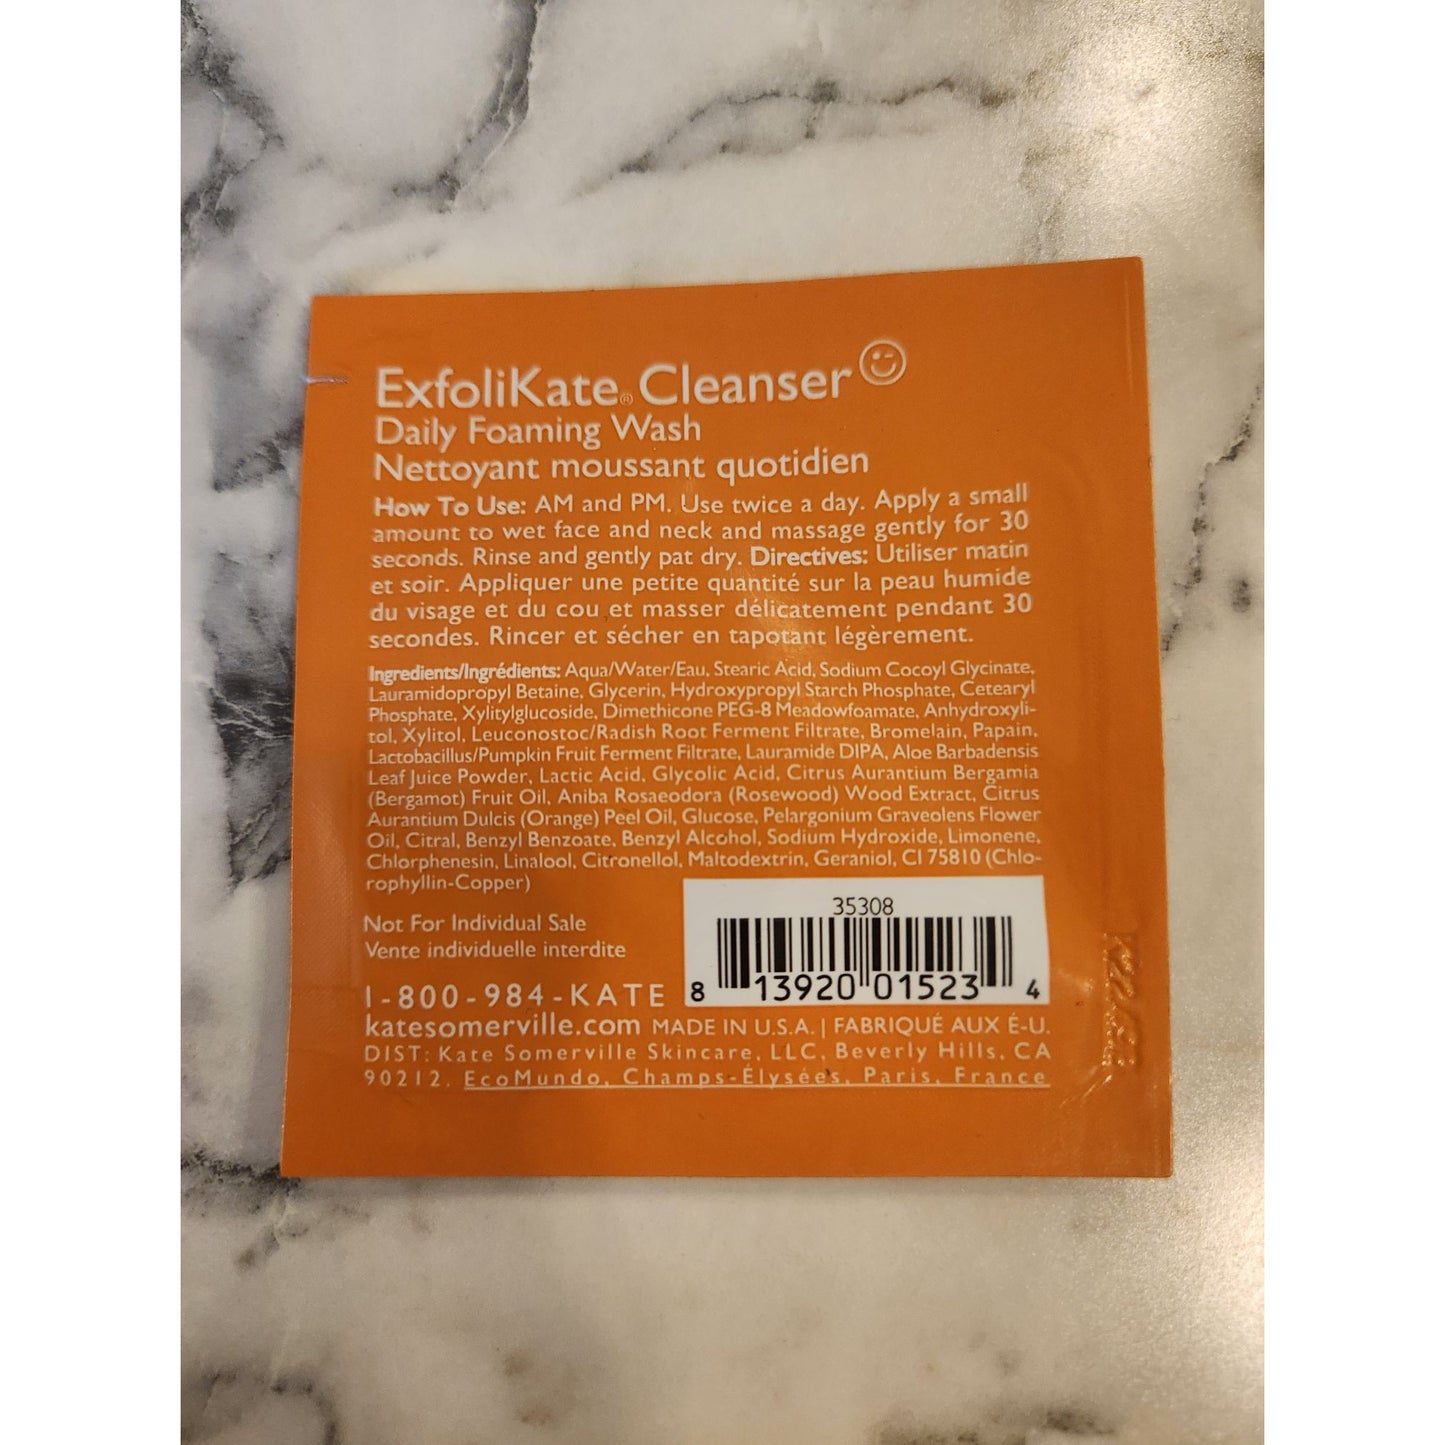 ExfoliKate® Cleanser
Daily Foaming Wash
Nettoyant moussant quotidien
How To Use: AM and PM. Use twice a day. Apply a small
amount to wet face and neck and massage gently for 30
seconds. Rinse and gently pat dry. Directives: Utiliser matin
et soir. Appliquer une petite quantité sur la peau humide
du visage et du cou et masser délicatement pendant 30
secondes. Rincer et sécher en tapotant légèrement.
Ingredients/Ingrédients: Aqua/Water/Eau, Stearic Acid, Sodium Cocoyl Glycinate,
Lauramidopropyl Betaine, Glycerin, Hydroxypropyl Starch Phosphate, Cetearyl
Phosphate, Xylitylglucoside, Dimethicone PEG-8 Meadowfoamate, Anhydroxyli-
tol, Xylitol, Leuconostoc/Radish Root Ferment Filtrate, Bromelain, Papain,
Lactobacillus/Pumpkin Fruit Ferment Filtrate, Lauramide DIPA, Aloe Barbadensis
Leaf Juice Powder, Lactic Acid, Glycolic Acid, Citrus Aurantium Bergamia
(Bergamot) Fruit Oil, Aniba Rosaeodora (Rosewood) Wood Extract, Citrus
Aurantium Dulcis (Orange) Peel Oil, Glucose, Pelargonium Graveolens Flower
Oil, Citral, Benzyl Benzoate, Benzyl Alcohol, Sodium Hydroxide, Limonene,
Chlorphenesin, Linalool, Citronellol, Maltodextrin, Geraniol, CI 75810 (Chlo-
rophyllin-Copper)
Not For Individual Sale
Vente individuelle interdite
35308
8 13920 01523 4
1-800-984-KATE
katesomerville.com MADE IN U.S.A. | FABRIQUÉ AUX É-U.
DIST: Kate Somerville Skincare, LLC, Beverly Hills, CA
90212. EcoMundo, Champs-Élysées, Paris, France